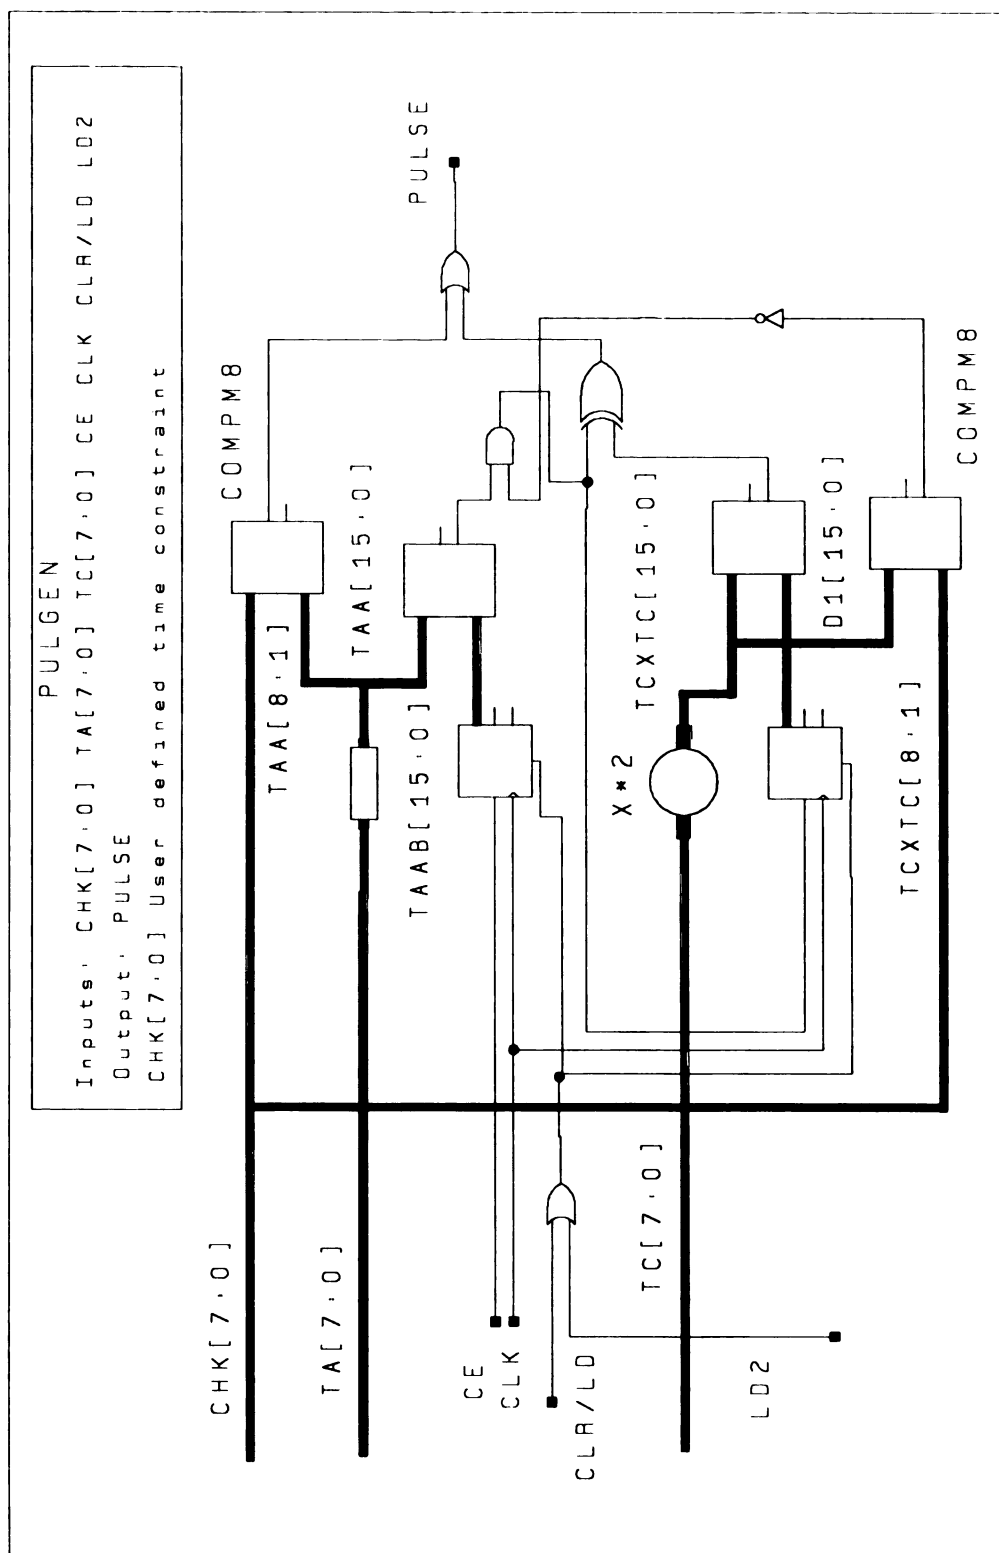 PULGEN
Inputs: CHK[7:0] TA[7:0] TC[7:0] CE CLK CLR/LD LD2
Output: PULSE
CHK[7:0] User defined time constraint
CHK[7:0]
TAA[8:1]
COMPM8
TA[7:0]
TAA[15:0]
PULSE
TAAB[15:0]
CE
CLK
CLR/LD
X*2
TCXTC[15:0]
TC[7:0]
LD2
D1[15:0]
TCXTC[8:1]
COMPM8